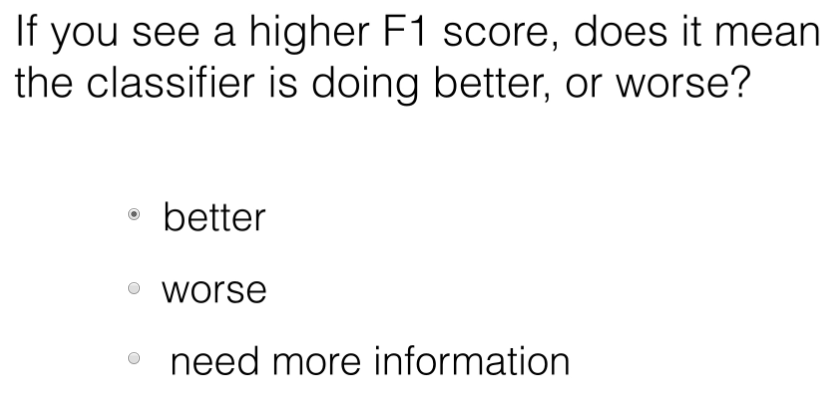 If you see a higher F1 score, does it mean
the classifier is doing better, or worse?
better
worse
need more information